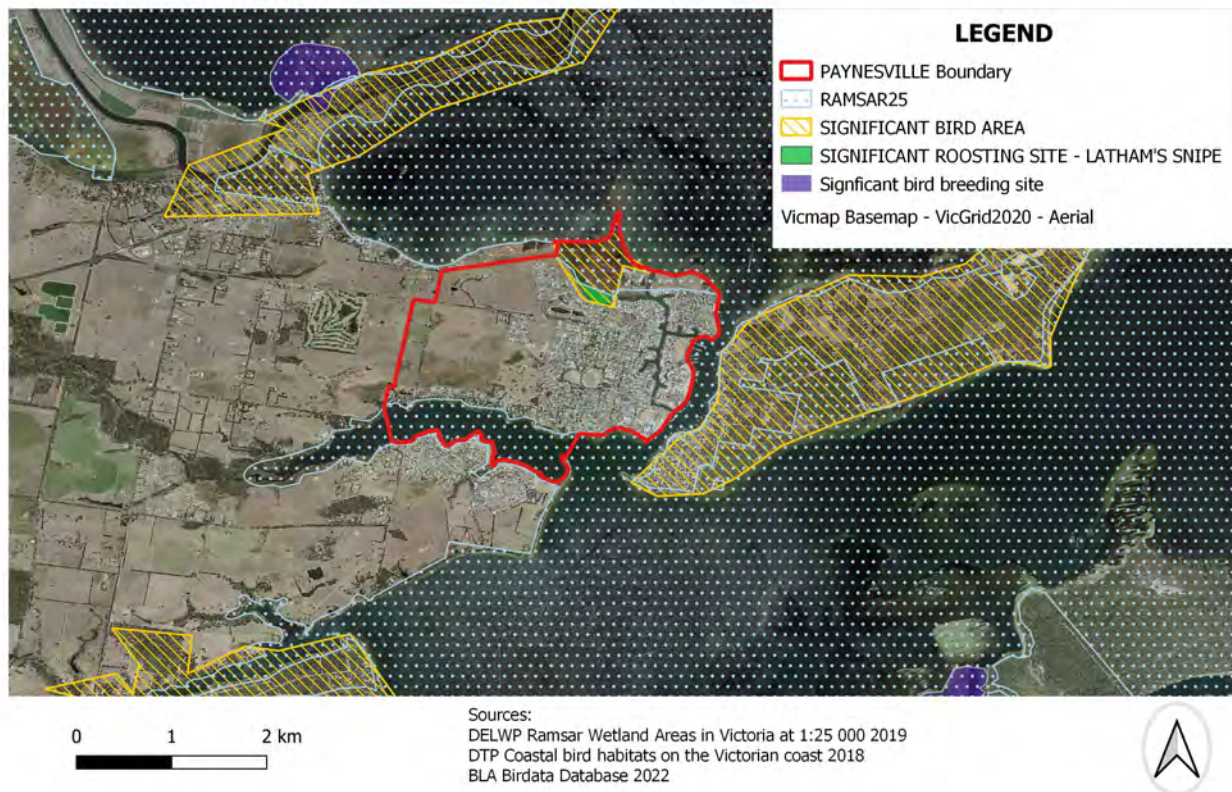 LEGEND
PAYNESVILLE Boundary
RAMSAR25
SIGNIFICANT BIRD AREA
SIGNIFICANT ROOSTING SITE - LATHAM'S SNIPE
Signficant bird breeding site
Vicmap Basemap - VicGrid2020 - Aerial
0 1 2 km
Sources:
DELWP Ramsar Wetland Areas in Victoria at 1:25 000 2019
DTP Coastal bird habitats on the Victorian coast 2018
BLA Birdata Database 2022